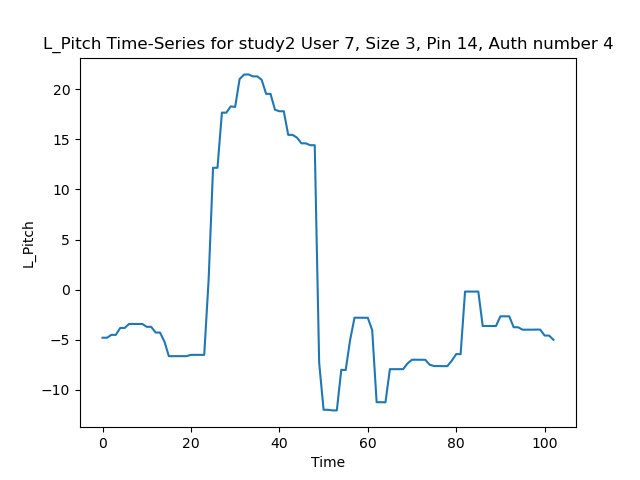 L_Pitch Time-Series for study2 User 7, Size 3, Pin 14, Auth number 4
20
15
10
5
0
−5
−10
L_Pitch
0 20 40 60 80 100
Time